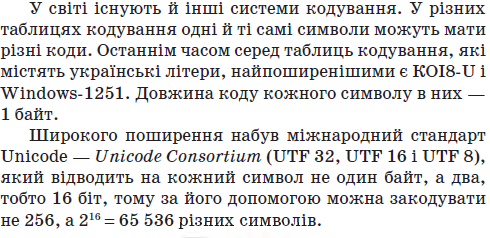 У світі існують й інші системи кодування. У різних
таблицях кодування одні й ті самі символи можуть мати
різні коди. Останнім часом серед таблиць кодування, які
містять українські літери, найпоширенішими є КОІ8-U і
Windows-1251. Довжина коду кожного символу в них —
1 байт.
Широкого поширення набув міжнародний стандарт
Unicode — Unicode Consortium (UTF 32, UTF 16 і UTF 8),
який відводить на кожний символ не один байт, а два,
тобто 16 біт, тому за його допомогою можна закодувати
не 256, а 2¹⁶ = 65 536 різних символів.